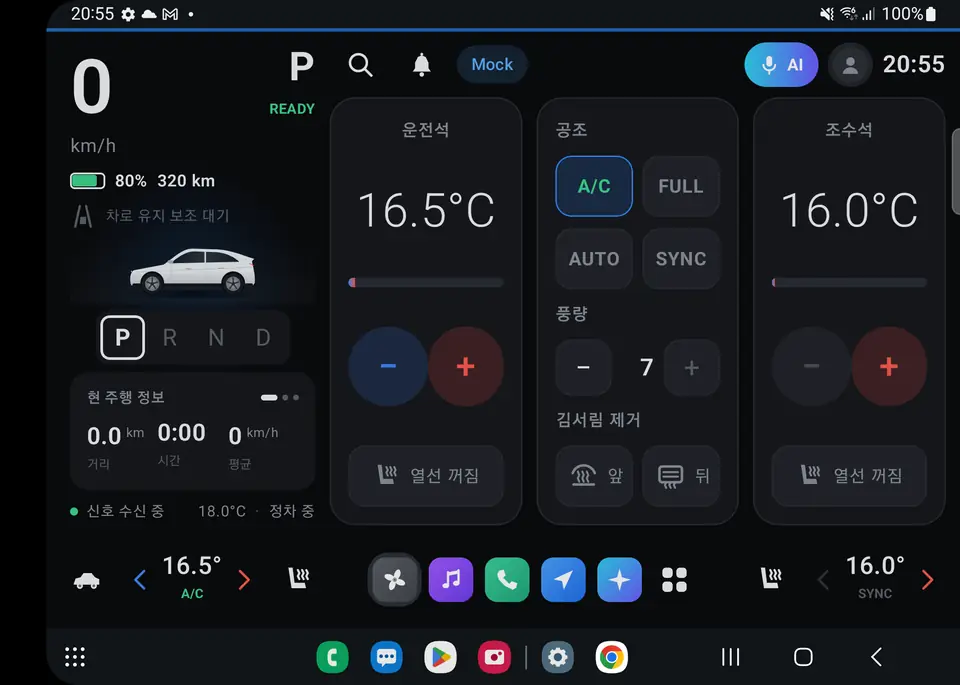 20:55
100%
0
P
READY
km/h
80% 320 km
차로 유지 보조 대기
P R N D
현 주행 정보
0.0 km 0:00 0 km/h
거리 시간 평균
신호 수신 중 18.0°C · 정차 중
Mock
AI
20:55
운전석
16.5°C
− +
열선 꺼짐
공조
A/C FULL
AUTO SYNC
풍량
− 7 +
김서림 제거
앞 뒤
조수석
16.0°C
− +
열선 꺼짐
16.5°
A/C
16.0°
SYNC